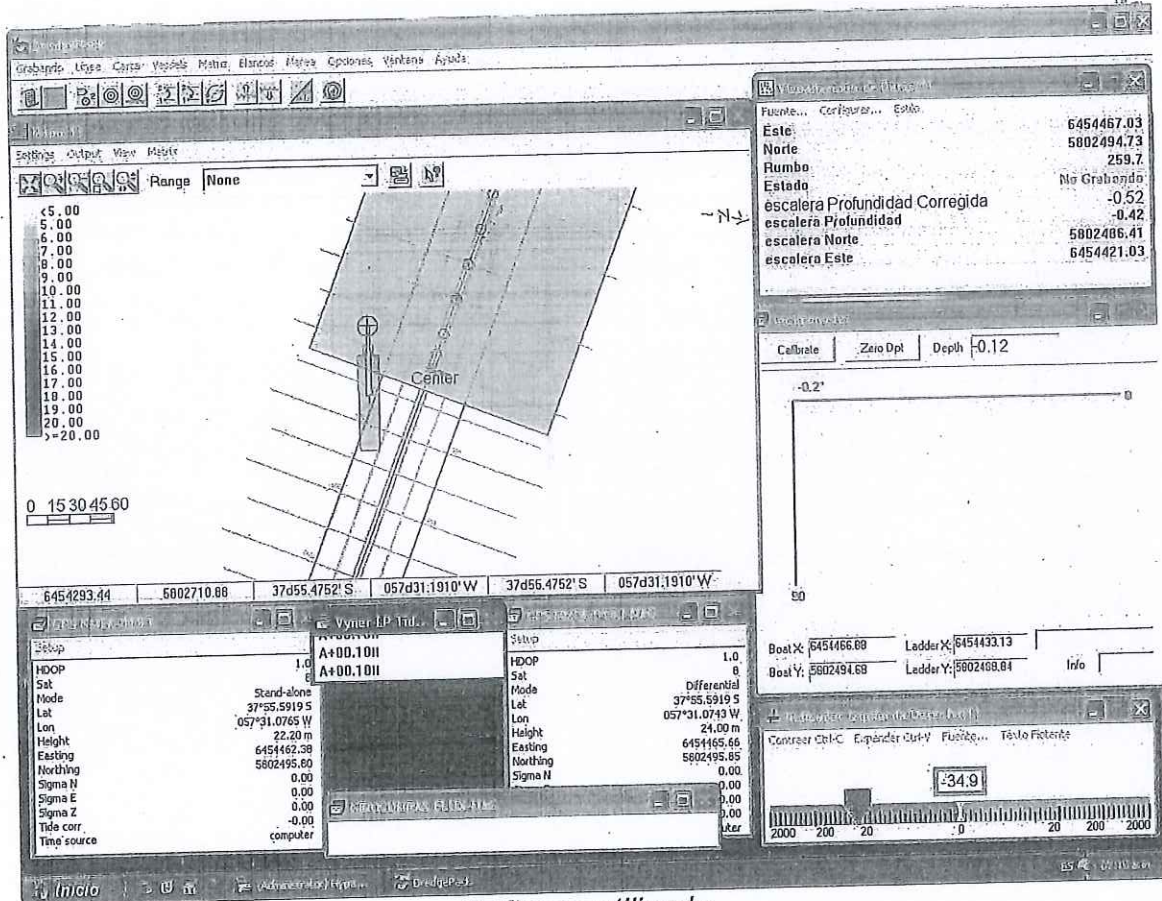 Grabando Línea Carta Vessels Matriz Blancos Marea Opciones Ventana Ayuda
Settings Output View Matrix
Range None
<5.00
5.00
6.00
7.00
8.00
9.00
10.00
11.00
12.00
13.00
14.00
15.00
16.00
17.00
18.00
19.00
20.00
>=20.00
Center
0 15 30 45 60
6454293.44 5802710.88 37d55.4752' S 057d31.1910' W 37d55.4752' S 057d31.1910' W
Fuente... Configurar... Estilo
Este 6454467.03
Norte 5802494.73
Rumbo 259.7
Estado No Grabando
escalera Profundidad Corregida -0.52
escalera Profundidad -0.42
escalera Norte 5802486.41
escalera Este 6454421.03
Calibrate Zero Dpt Depth -0.12
-0.2°
0
90
Boat X: 6454466.88 Ladder X: 6454433.13
Boat Y: 5802494.68 Ladder Y: 5802488.84 Info
Setup
HDOP 1.0
Sat 8
Mode Stand-alone
Lat 37°55.5919 S
Lon 057°31.0765 W
Height 22.20 m
Easting 6454462.38
Northing 5802495.80
Sigma N 0.00
Sigma E 0.00
Sigma Z 0.00
Tide corr -0.00
Time source computer
Vyner LP Tid..
A+00.10II
A+00.10II
Setup
HDOP 1.0
Sat 8
Mode Differential
Lat 37°55.5919 S
Lon 057°31.0743 W
Height 24.00 m
Easting 6454465.66
Northing 5802495.85
Sigma N 0.00
0.00
0.00
0.00
uter
Contraer Ctrl-C Expander Ctrl-V Fuente... Texto Flotante
-34.9
2000 200 20 0 20 200 2000
Inicio
DredgePack